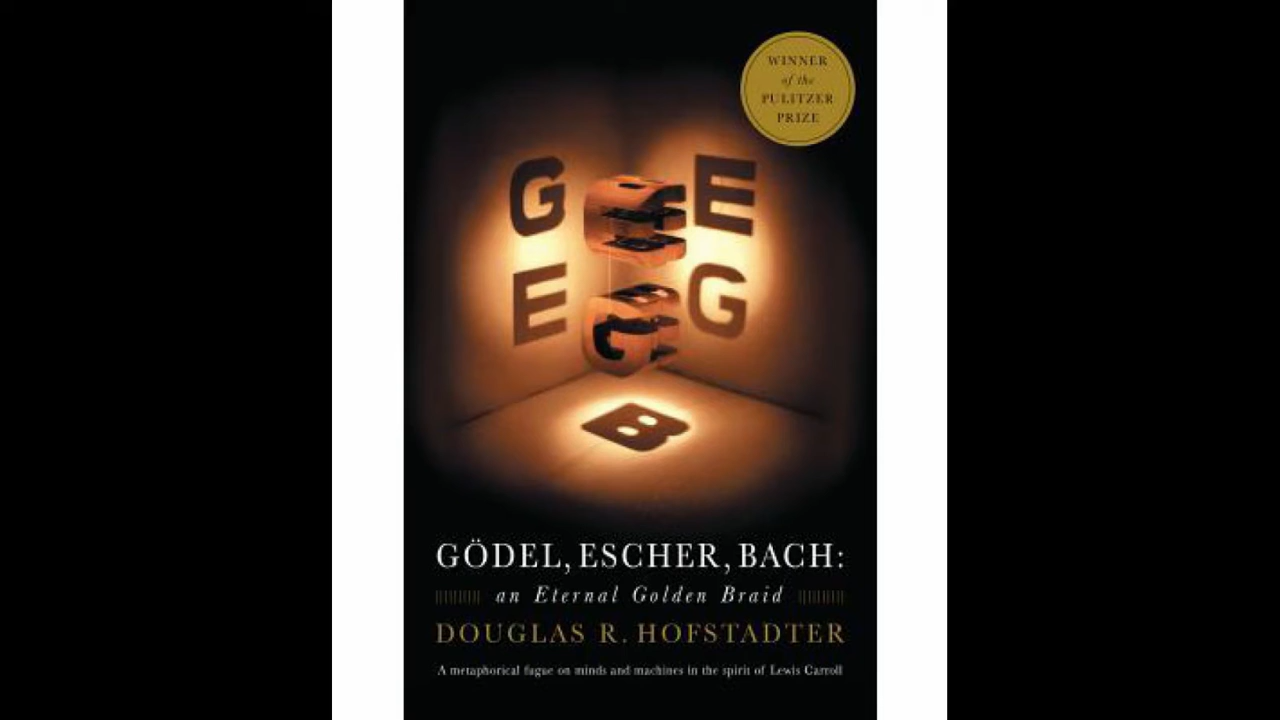 WINNER
of the
PULITZER
PRIZE
G E
E G
B
GÖDEL, ESCHER, BACH:
an Eternal Golden Braid
DOUGLAS R. HOFSTADTER
A metaphorical fugue on minds and machines in the spirit of Lewis Carroll